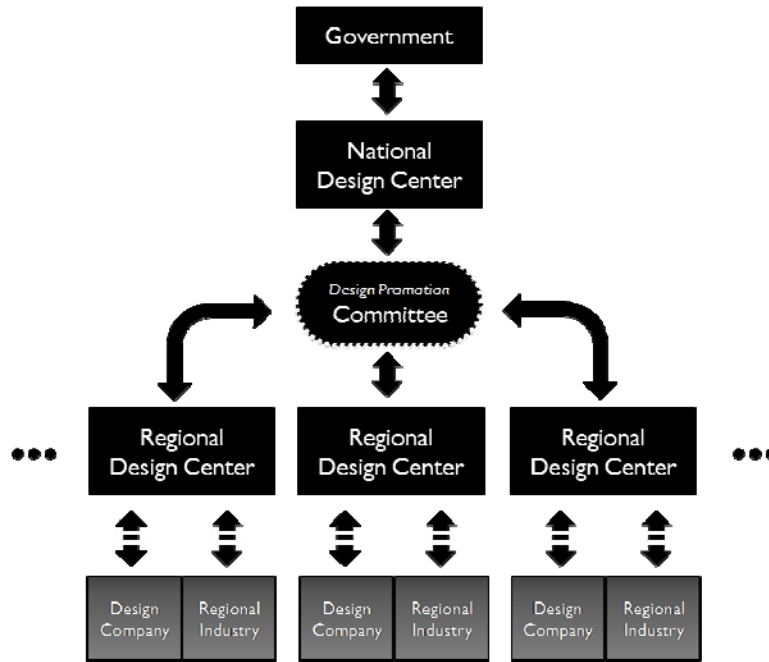 Government
National
Design Center
Design Promotion
Committee
Regional
Design Center
Regional
Design Center
Regional
Design Center
Design
Company
Regional
Industry
Design
Company
Regional
Industry
Design
Company
Regional
Industry